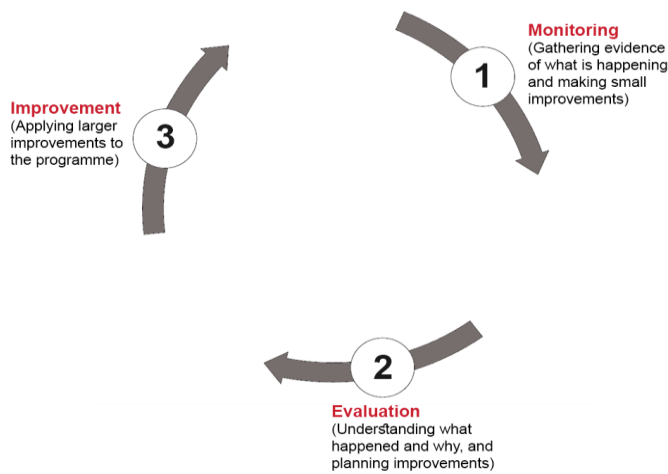 Monitoring
(Gathering evidence
of what is happening
and making small
improvements)
1
Improvement
(Applying larger
improvements to
the programme)
3
2
Evaluation
(Understanding what
happened and why, and
planning improvements)